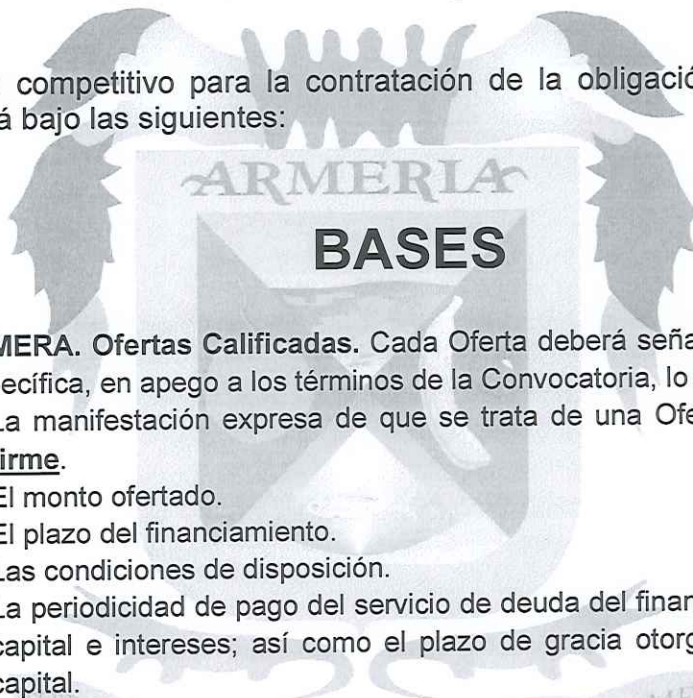 competitivo para la contratación de la obligació
á bajo las siguientes:
ARMERIA
BASES
MERA. Ofertas Calificadas. Cada Oferta deberá seña
ecífica, en apego a los términos de la Convocatoria, lo
La manifestación expresa de que se trata de una Ofe
irme.
El monto ofertado.
El plazo del financiamiento.
Las condiciones de disposición.
La periodicidad de pago del servicio de deuda del finan
capital e intereses; así como el plazo de gracia otorg
capital.